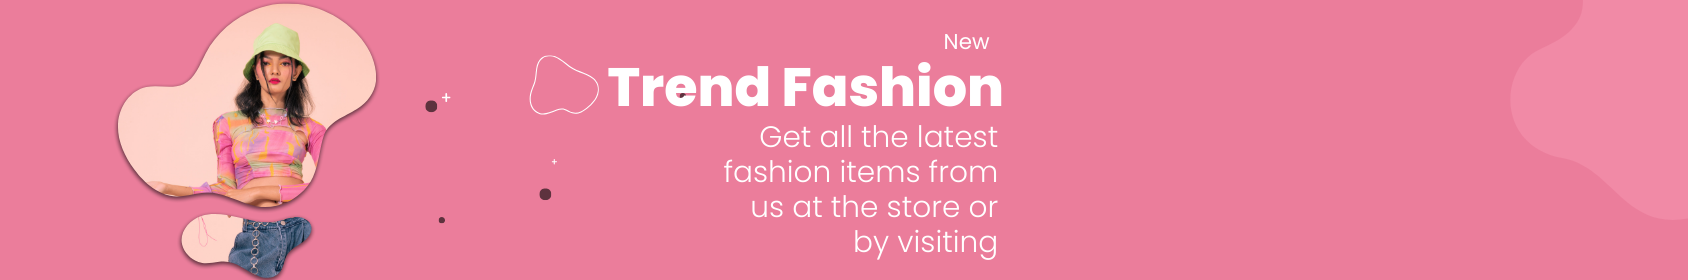 New
Trend Fashion
Get all the latest
fashion items from
us at the store or
by visiting